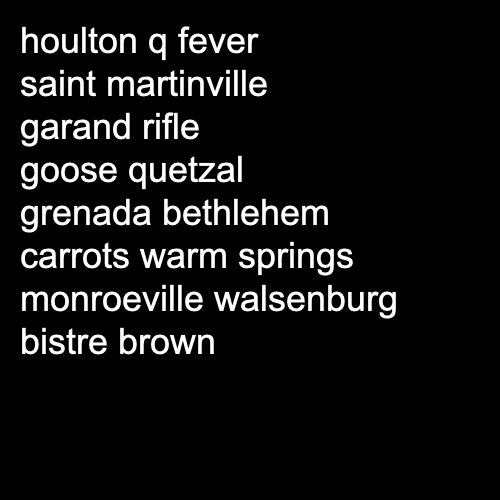 houlton q fever
saint martinville
garand rifle
goose quetzal
grenada bethlehem
carrots warm springs
monroeville walsenburg
bistre brown